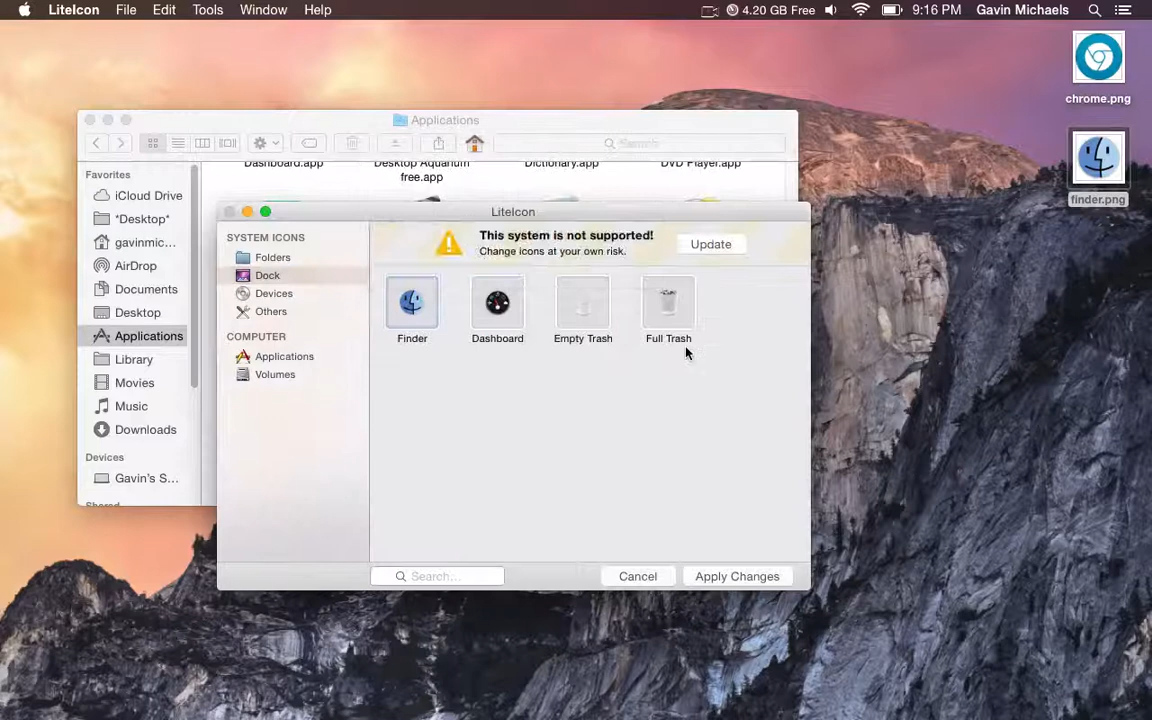 LiteIcon File Edit Tools Window Help 4.20 GB Free 9:16 PM Gavin Michaels
chrome.png
finder.png
Applications
Search
Favorites
iCloud Drive
*Desktop*
gavinmic...
AirDrop
Documents
Desktop
Applications
Library
Movies
Music
Downloads
Devices
Gavin's S...
Shared
Dashboard.app
Desktop Aquarium
free.app
Dictionary.app
DVD Player.app
LiteIcon
SYSTEM ICONS
Folders
Dock
Devices
Others
COMPUTER
Applications
Volumes
This system is not supported!
Change icons at your own risk.
Update
Finder
Dashboard
Empty Trash
Full Trash
Search...
Cancel
Apply Changes